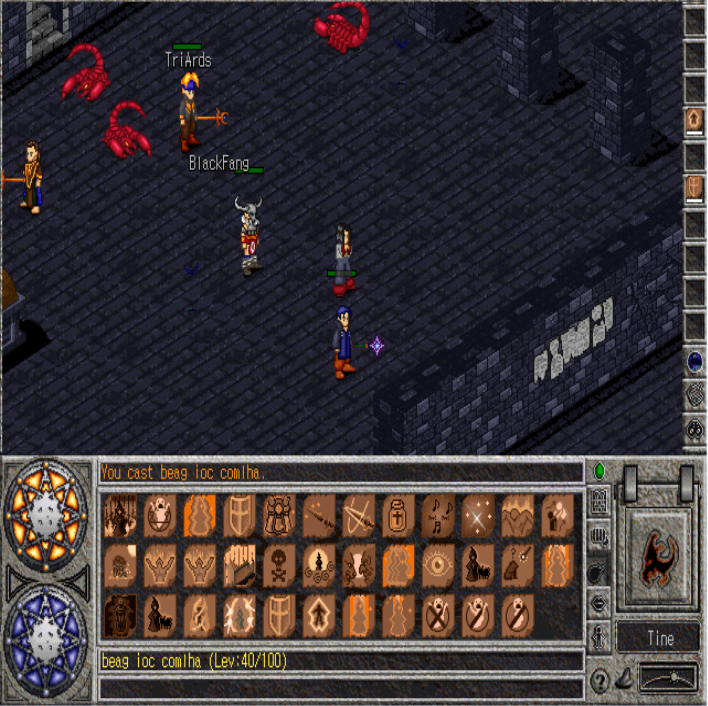 TriArds
BlackFang
You cast beag ioc comlha.
beag ioc comlha (Lev:40/100)
Tine
?